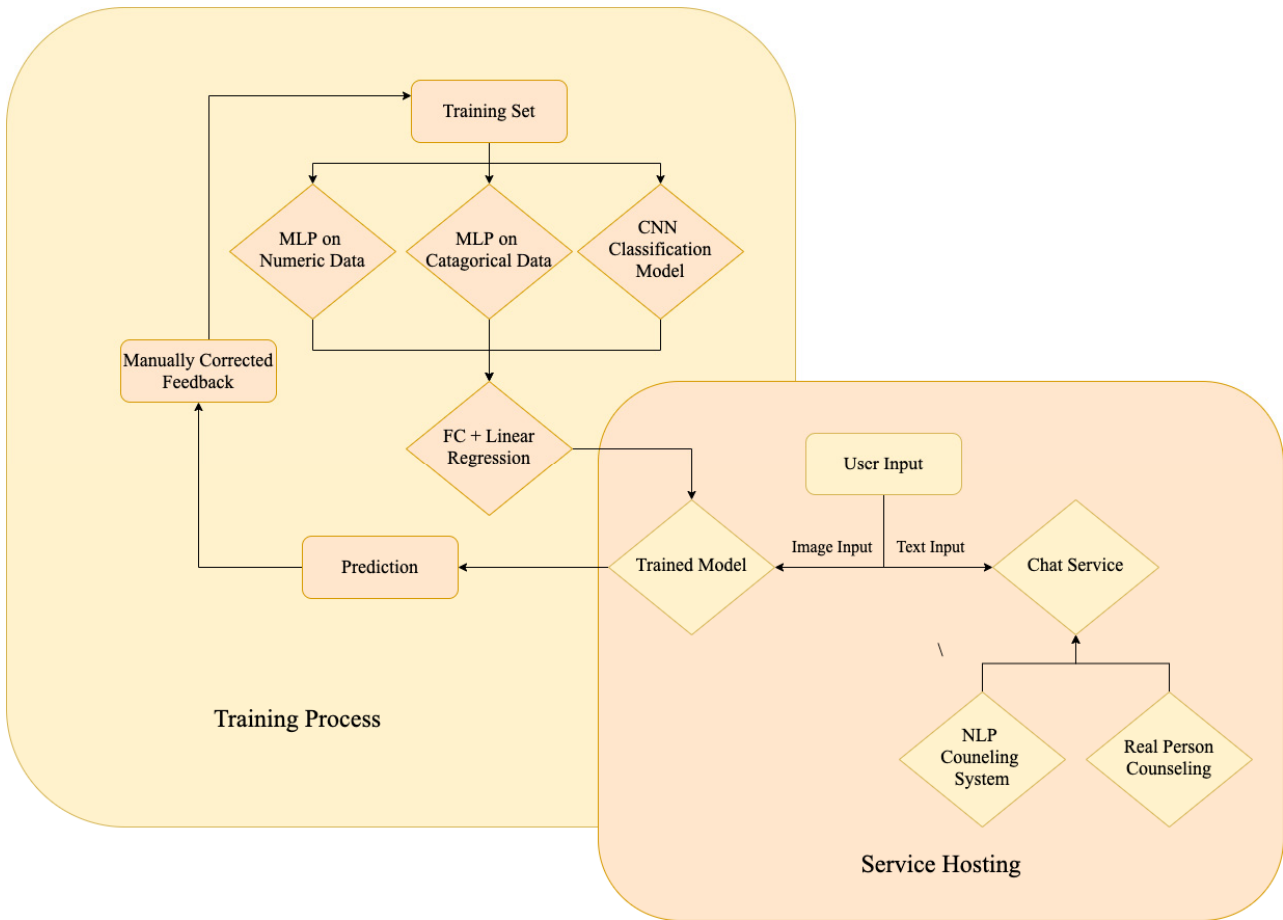 Training Set
MLP on
Numeric Data
MLP on
Catagorical Data
CNN
Classification
Model
Manually Corrected
Feedback
FC + Linear
Regression
User Input
Image Input
Text Input
Prediction
Trained Model
Chat Service
\
Training Process
NLP
Couneling
System
Real Person
Counseling
Service Hosting